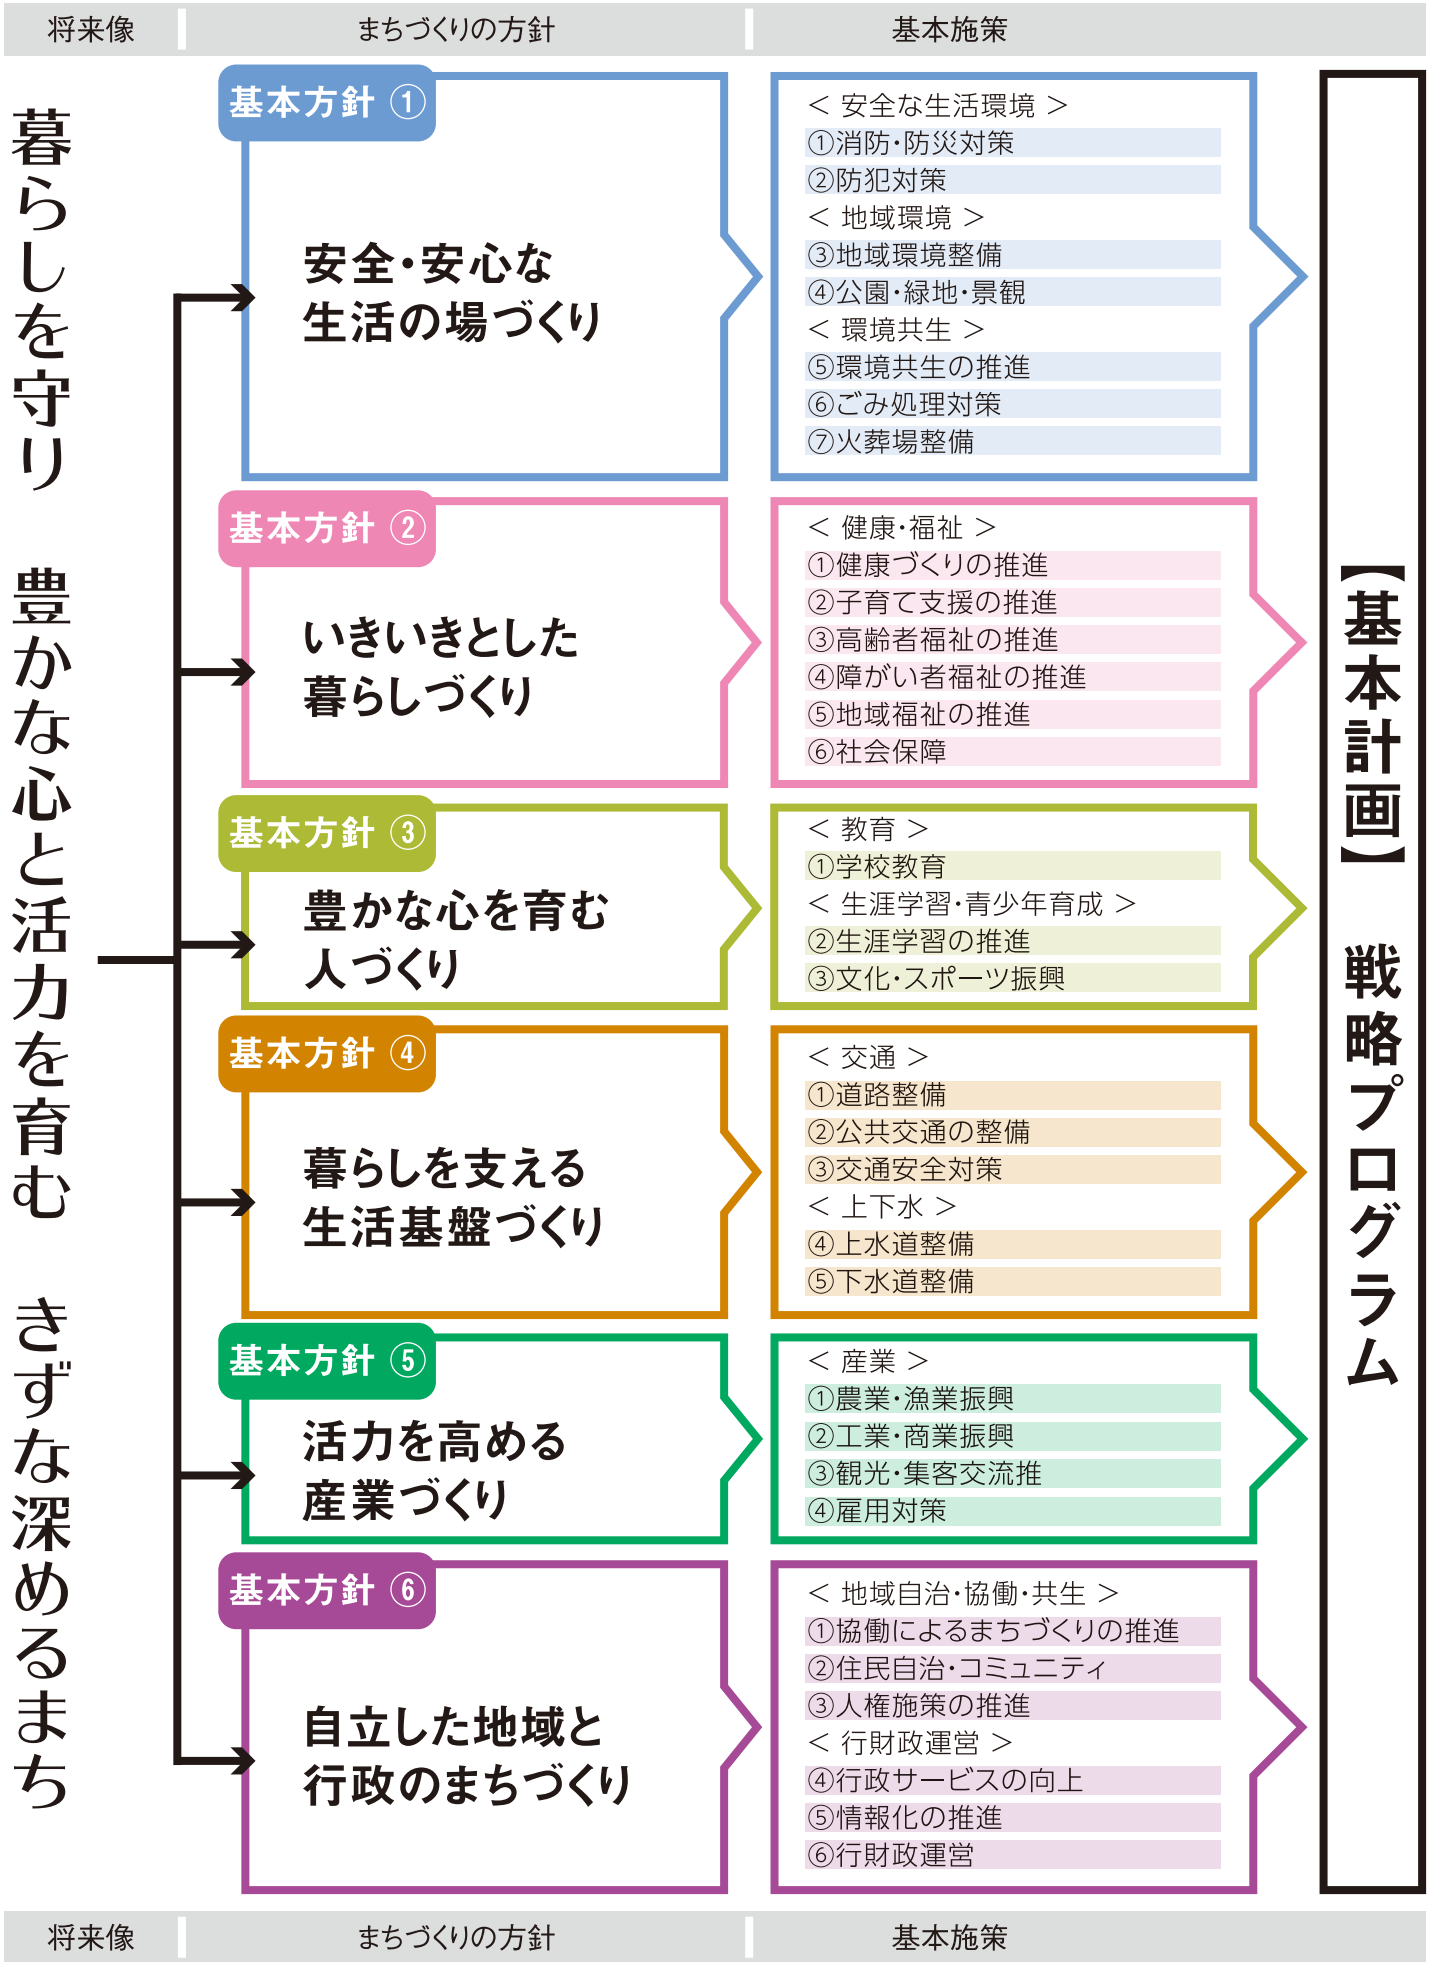 将来像
まちづくりの方針
基本施策
暮らしを守り 豊かな心と活力を育む きずな深めるまち
基本方針 ①
安全・安心な
生活の場づくり
< 安全な生活環境 >
①消防・防災対策
②防犯対策
< 地域環境 >
③地域環境整備
④公園・緑地・景観
< 環境共生 >
⑤環境共生の推進
⑥ごみ処理対策
⑦火葬場整備
基本方針 ②
いきいきとした
暮らしづくり
< 健康・福祉 >
①健康づくりの推進
②子育て支援の推進
③高齢者福祉の推進
④障がい者福祉の推進
⑤地域福祉の推進
⑥社会保障
基本方針 ③
豊かな心を育む
人づくり
< 教育 >
①学校教育
< 生涯学習・青少年育成 >
②生涯学習の推進
③文化・スポーツ振興
基本方針 ④
暮らしを支える
生活基盤づくり
< 交通 >
①道路整備
②公共交通の整備
③交通安全対策
< 上下水 >
④上水道整備
⑤下水道整備
基本方針 ⑤
活力を高める
産業づくり
< 産業 >
①農業・漁業振興
②工業・商業振興
③観光・集客交流推
④雇用対策
基本方針 ⑥
自立した地域と
行政のまちづくり
< 地域自治・協働・共生 >
①協働によるまちづくりの推進
②住民自治・コミュニティ
③人権施策の推進
< 行財政運営 >
④行政サービスの向上
⑤情報化の推進
⑥行財政運営
【基本計画】 戦略プログラム
将来像
まちづくりの方針
基本施策